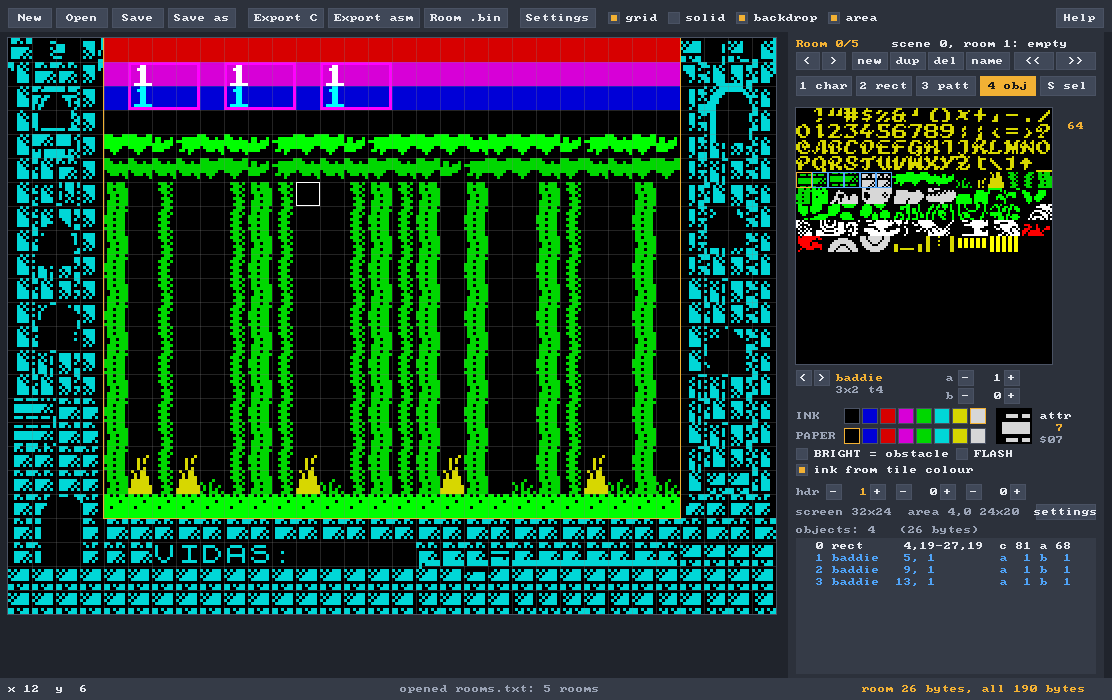 New Open Save Save as Export C Export asm Room .bin Settings grid solid backdrop area Help
Room 0/5 scene 0, room 1: empty
< > new dup del name << >>
1 char 2 rect 3 patt 4 obj S sel
64
!"#$%&'()*+,-./
0123456789:;<=>?
@ABCDEFGHIJKLMNO
PQRSTUVWXYZ[\]
< > baddie a - 1 +
3x2 t4
b - 0 +
INK attr
7
PAPER $07
BRIGHT = obstacle FLASH
ink from tile colour
hdr - 1 + - 0 + - 0 +
screen 32x24 area 4,0 24x20 settings
objects: 4 (26 bytes)
0 rect 4,19-27,19 c 81 a 68
1 baddie 5, 1 a 1 b 1
2 baddie 9, 1 a 1 b 1
3 baddie 13, 1 a 1 b 1
VIDAS:
x 12 y 6 opened rooms.txt: 5 rooms room 26 bytes, all 190 bytes